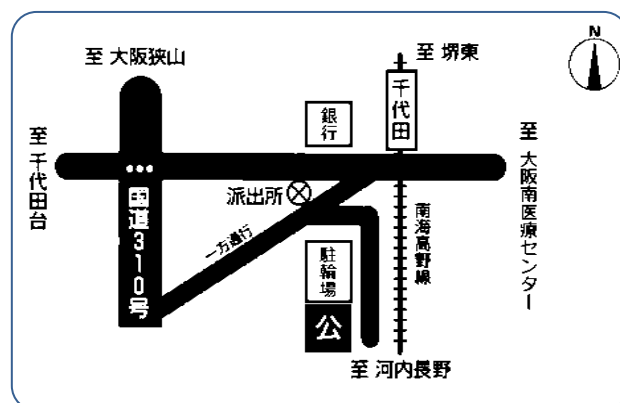 N
至 大阪狭山
至 堺東
千代田
銀行
至 千代田台
至 大阪南医療センター
国道310号
派出所
一方通行
南海高野線
駐輪場
公
至 河内長野